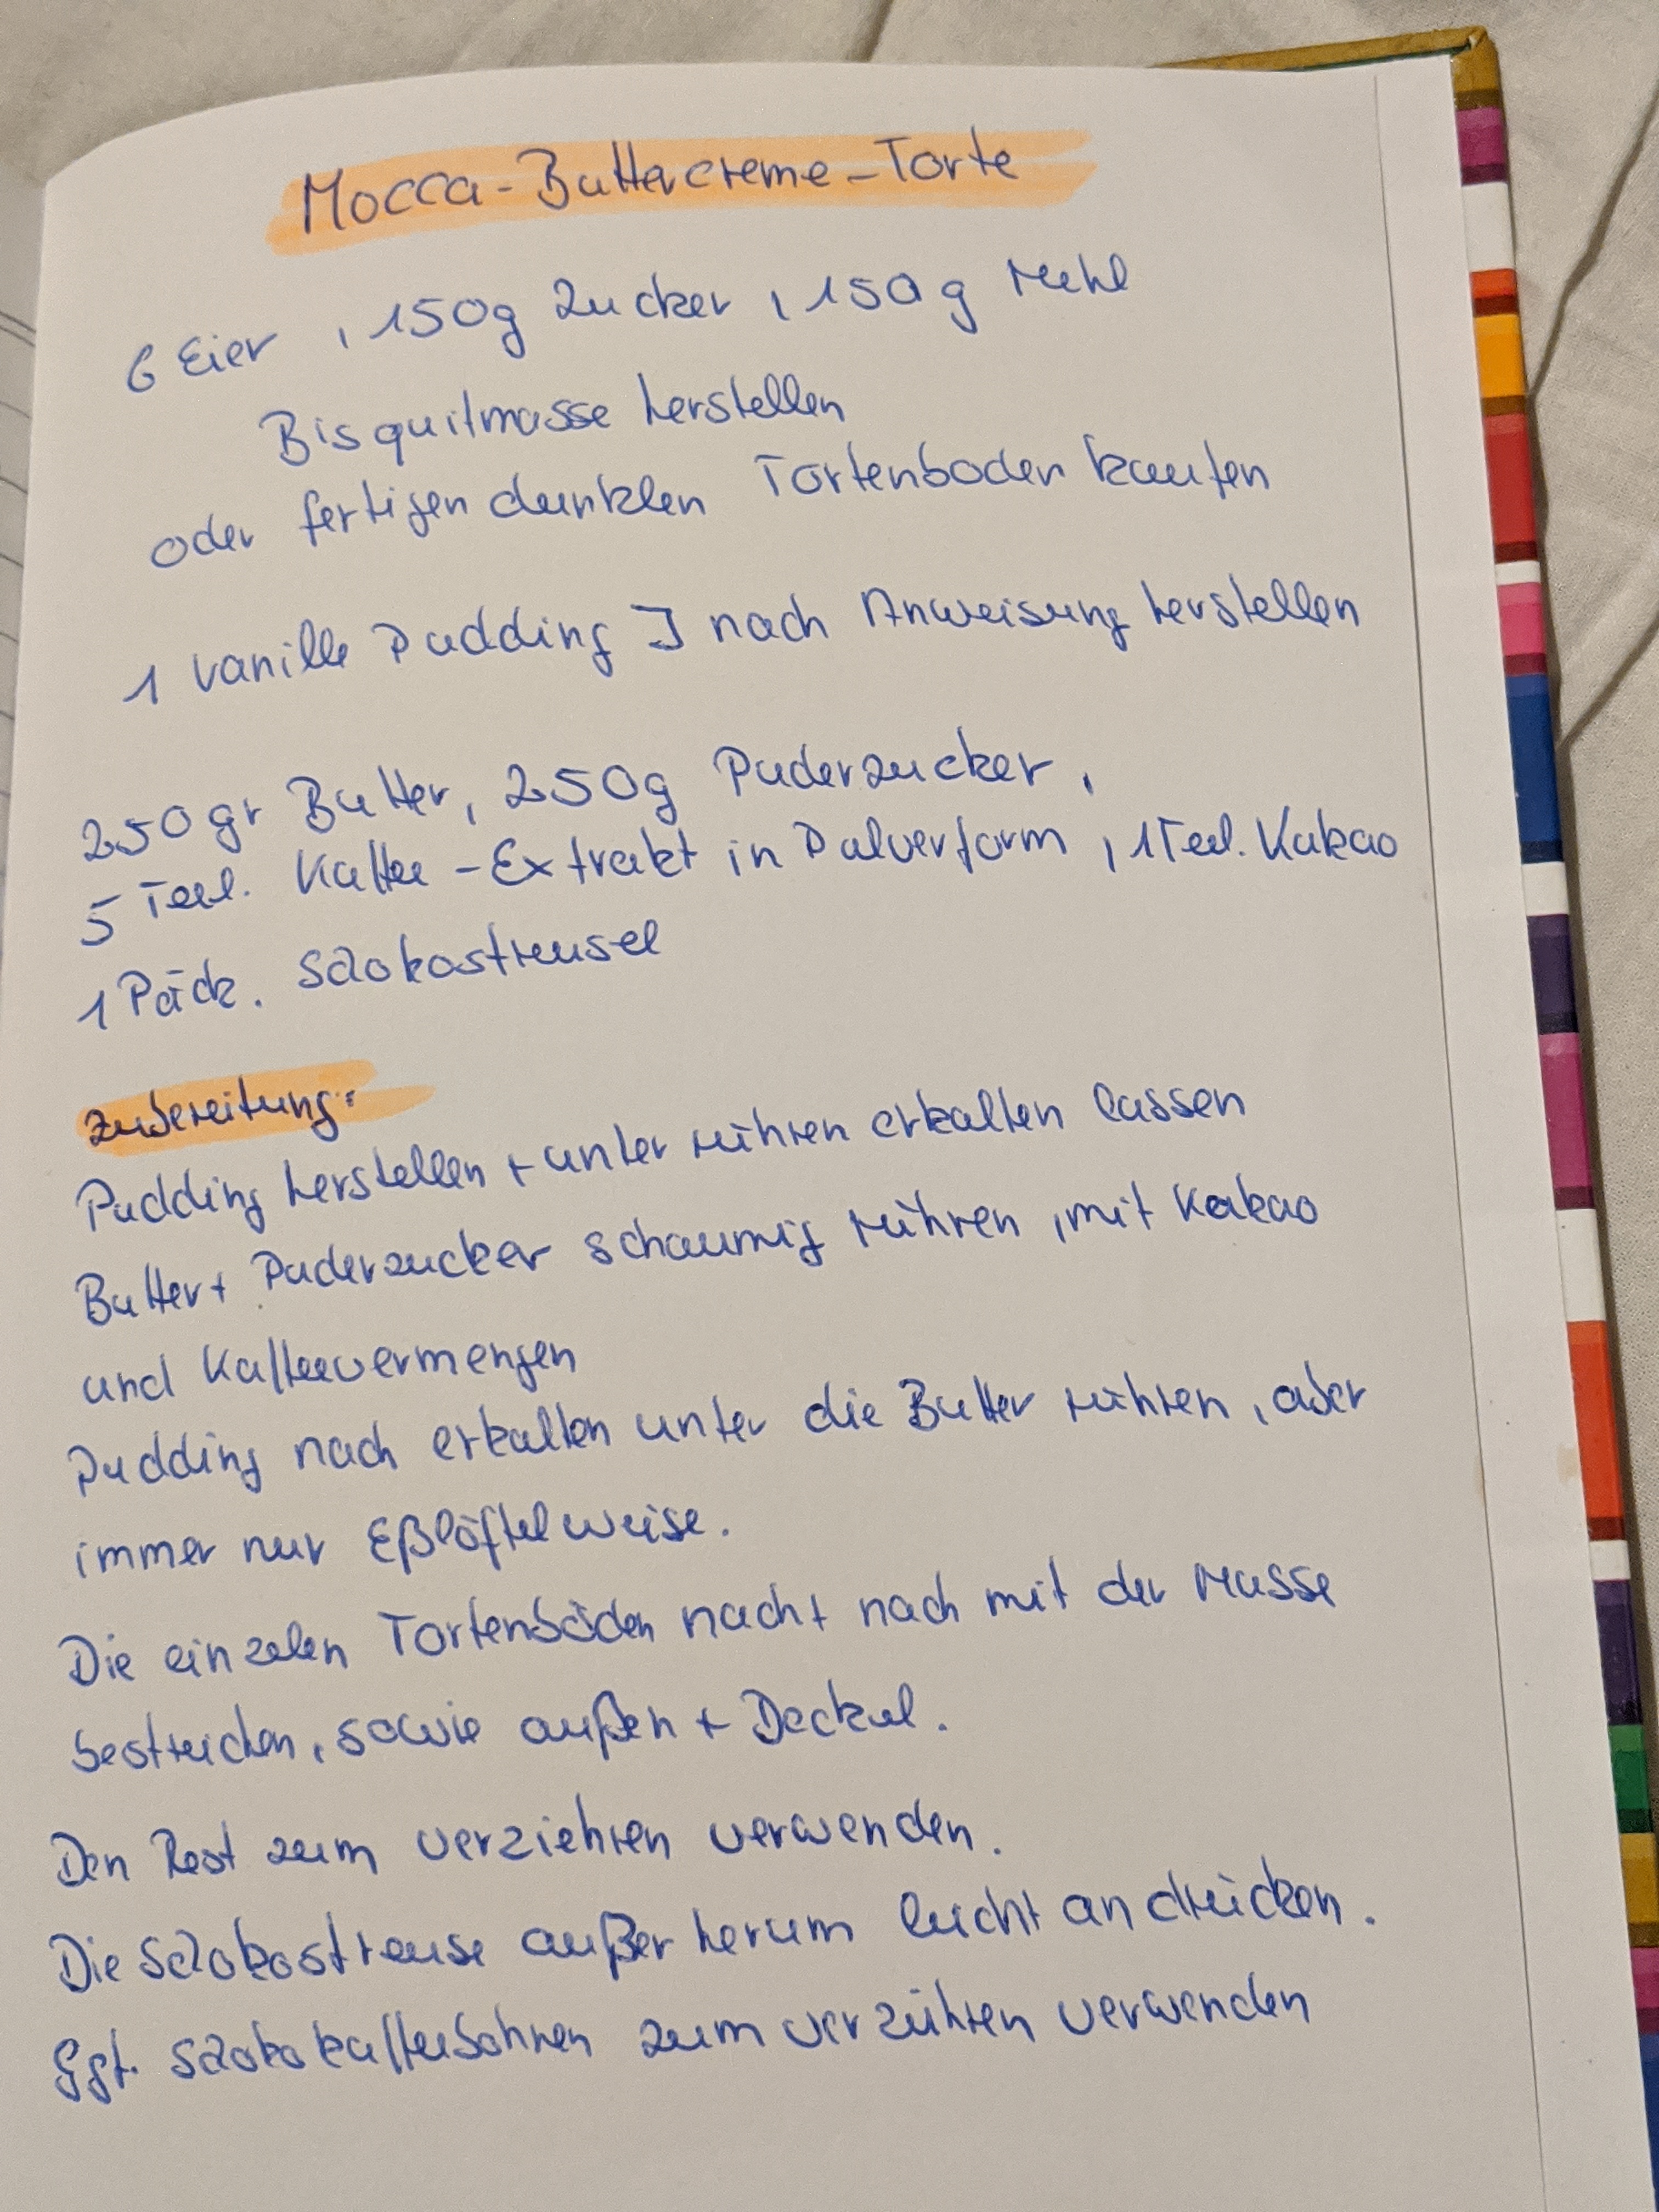 Mocca-Buttercreme-Torte
6 Eier, 150g Zucker, 150g Mehl
Bisquitmasse herstellen
oder fertigen dunklen Tortenboden kaufen
1 Vanille Pudding J nach Anweisung herstellen
250 gr Butter, 250g Puderzucker,
5 Teel. Kaffee-Extrakt in Pulverform, 1 Teel. Kakao
1 Päck. Schokostreusel
Zubereitung:
Pudding herstellen + unter rühren erkalten lassen
Butter + Puderzucker schaumig rühren, mit Kakao
und Kaffee vermengen
Pudding nach erkalten unter die Butter rühren, aber
immer nur Eßlöffelweise.
Die einzelen Tortenböden nach + nach mit der Masse
bestreichen, sowie außen + Deckel.
Den Rest zum verziehren verwenden.
Die Schokostreuse außer herum leicht andrücken.
Ggf. Schokokaffeebohnen zum verziehren verwenden